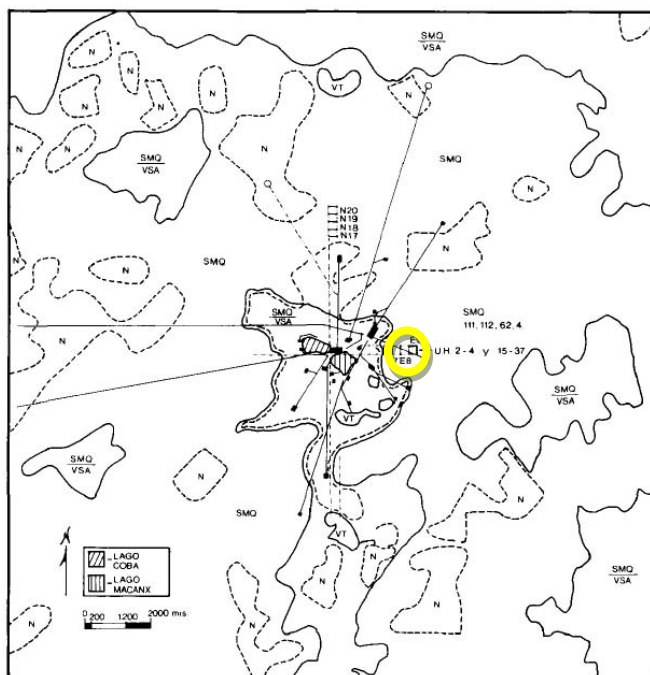 SMQ
VSA
N
N
N
N
N
VT
N
N
N
SMQ
VSA
SMQ
N
N
N20
N19
N18
N17
N
N
SMQ
SMQ
VSA
SMQ
111, 112, 62, 4
E
U.H. 2-4 y 15-37
E8
N
SMQ
VSA
VT
SMQ
VSA
N
SMQ
N
VT
SMQ
VSA
N
N
N
N
N
LAGO
COBA
LAGO
MACANX
0 200 1200 2000 mts.